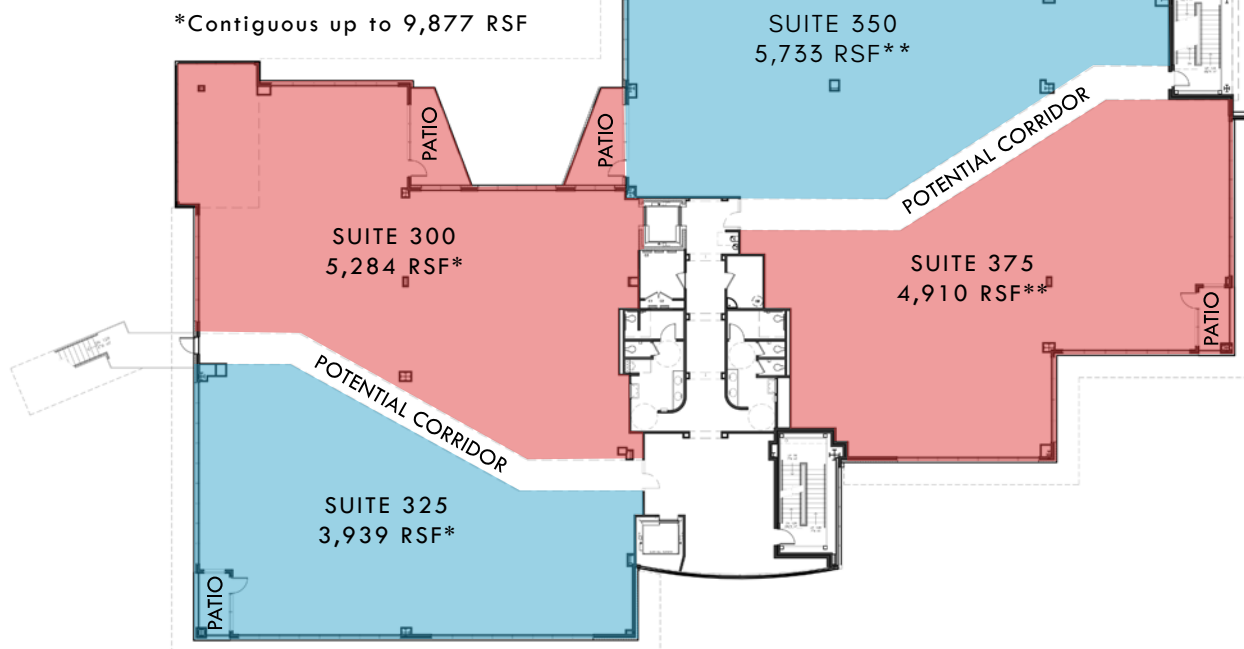 *Contiguous up to 9,877 RSF
SUITE 350
5,733 RSF**
PATIO
PATIO
POTENTIAL CORRIDOR
SUITE 300
5,284 RSF*
SUITE 375
4,910 RSF**
PATIO
POTENTIAL CORRIDOR
SUITE 325
3,939 RSF*
PATIO